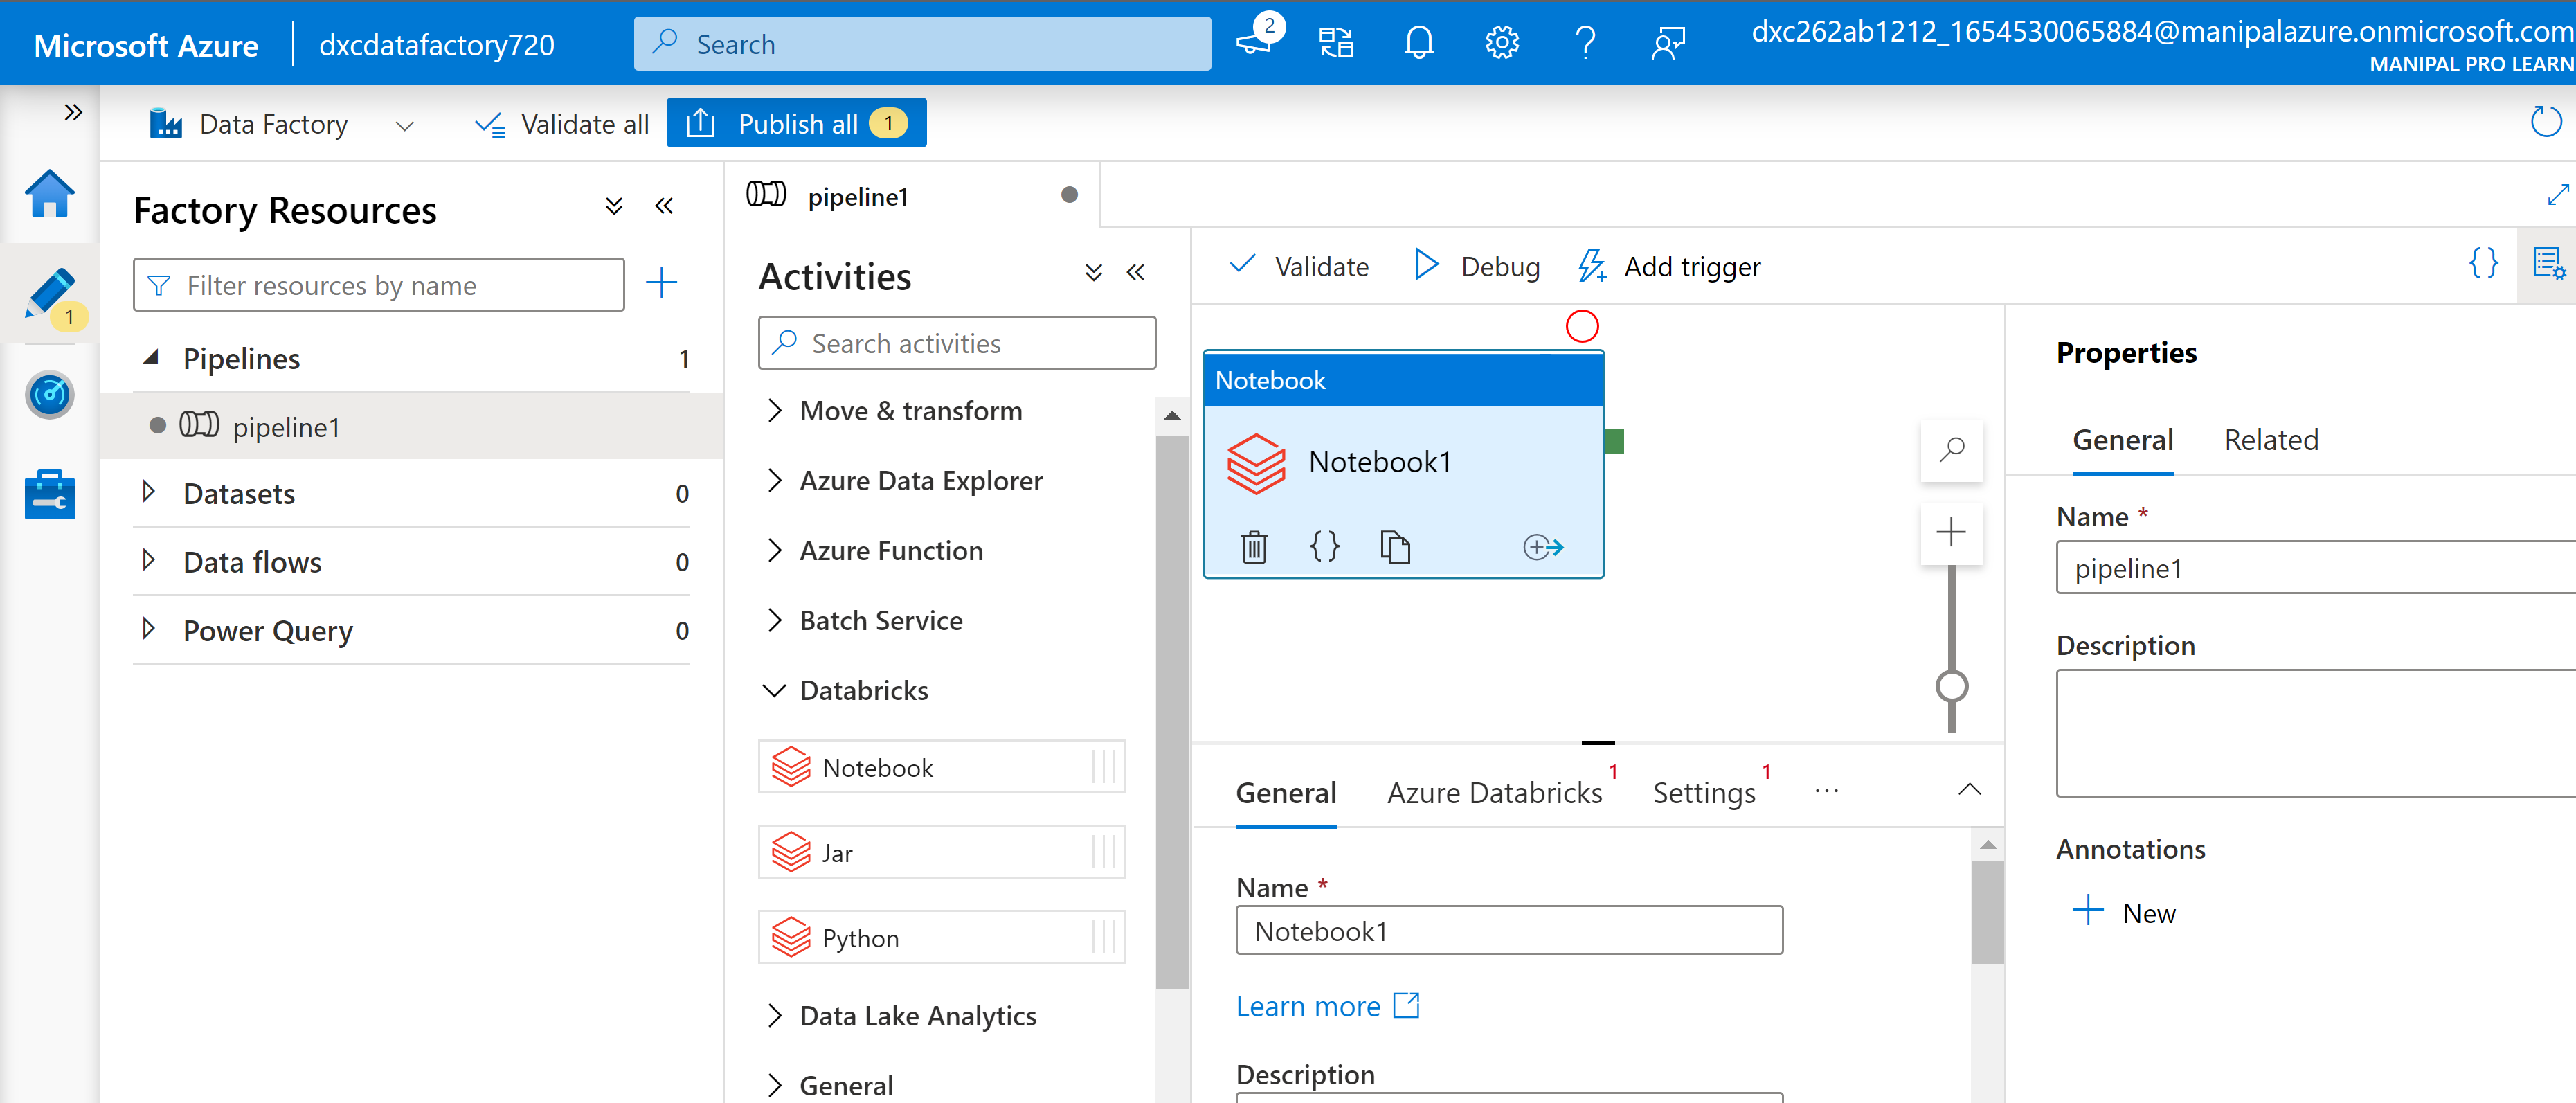 Microsoft Azure
dxcdatafactory720
Search
2
dxc262ab1212_1654530065884@manipalazure.onmicrosoft.com
MANIPAL PRO LEARN
Data Factory
Validate all
Publish all 1
Factory Resources
Filter resources by name
1
Pipelines 1
pipeline1
Datasets 0
Data flows 0
Power Query 0
pipeline1
Activities
Search activities
Move & transform
Azure Data Explorer
Azure Function
Batch Service
Databricks
Notebook
Jar
Python
Data Lake Analytics
General
Validate
Debug
Add trigger
{}
Notebook
Notebook1
{}
General
Azure Databricks 1
Settings 1
...
Name *
Notebook1
Learn more
Description
Properties
General
Related
Name *
pipeline1
Description
Annotations
New